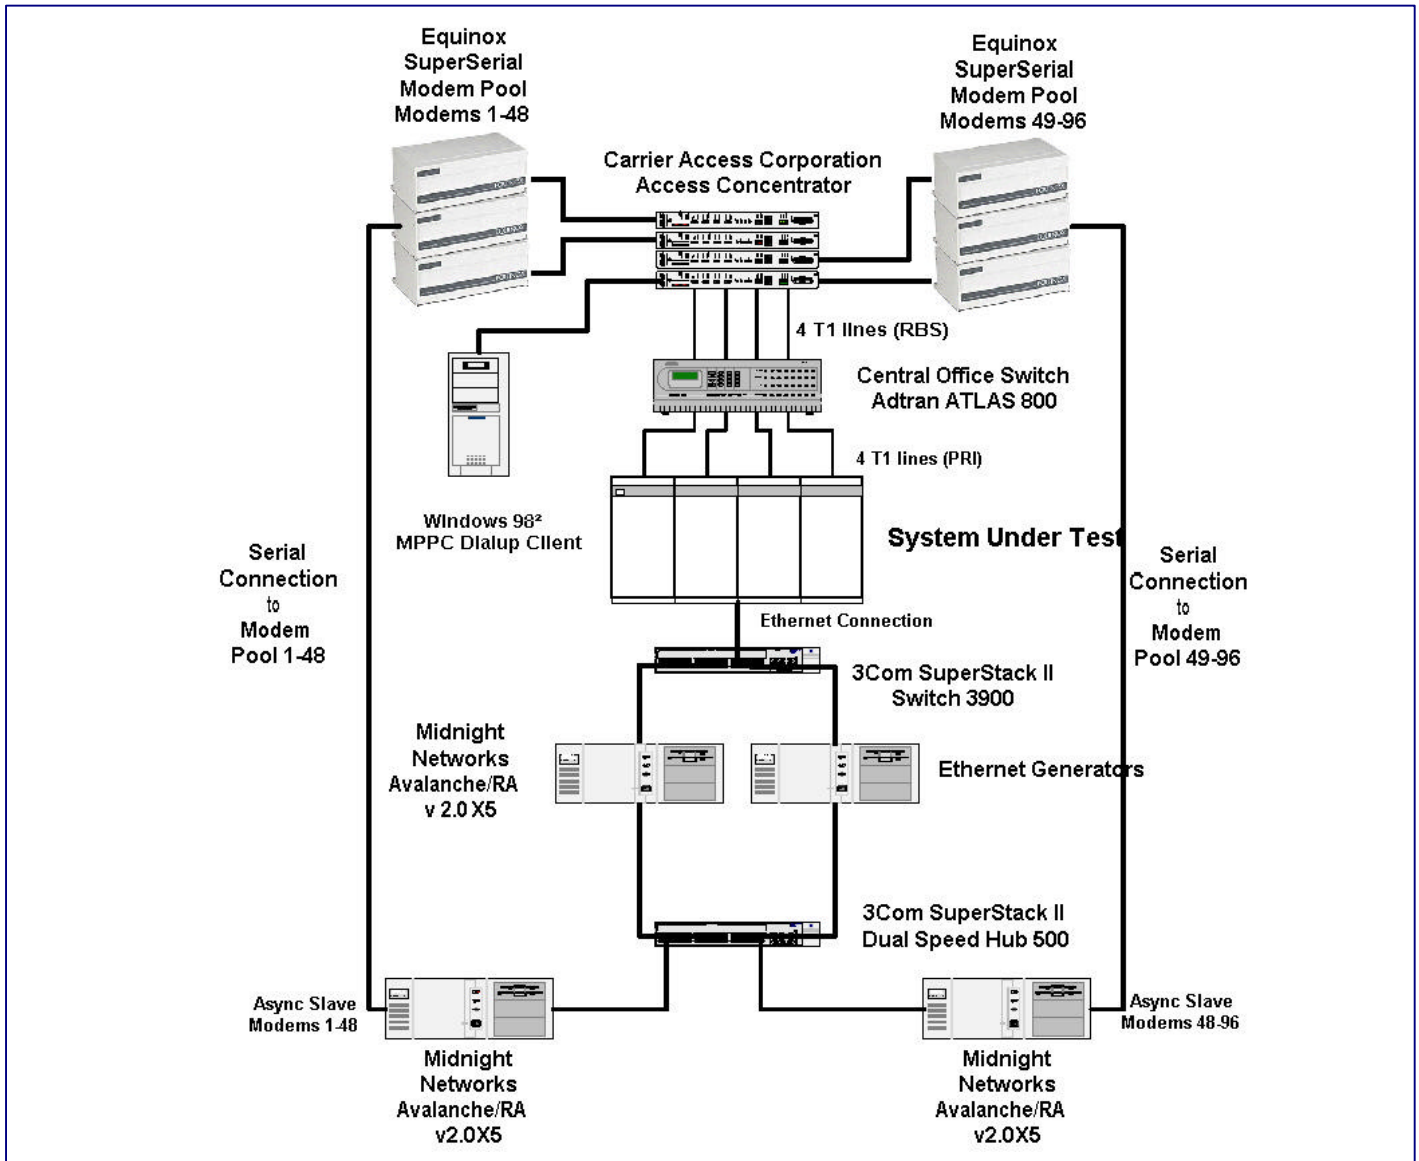 Equinox
SuperSerial
Modem Pool
Modems 1-48
Equinox
SuperSerial
Modem Pool
Modems 49-96
Carrier Access Corporation
Access Concentrator
4 T1 lines (RBS)
Central Office Switch
Adtran ATLAS 800
4 T1 lines (PRI)
Windows 98²
MPPC Dialup Client
System Under Test
Serial
Connection
to
Modem
Pool 1-48
Serial
Connection
to
Modem
Pool 49-96
Ethernet Connection
3Com SuperStack II
Switch 3900
Midnight
Networks
Avalanche/RA
v 2.0 X5
Ethernet Generators
3Com SuperStack II
Dual Speed Hub 500
Async Slave
Modems 1-48
Async Slave
Modems 48-96
Midnight
Networks
Avalanche/RA
v2.0X5
Midnight
Networks
Avalanche/RA
v2.0X5